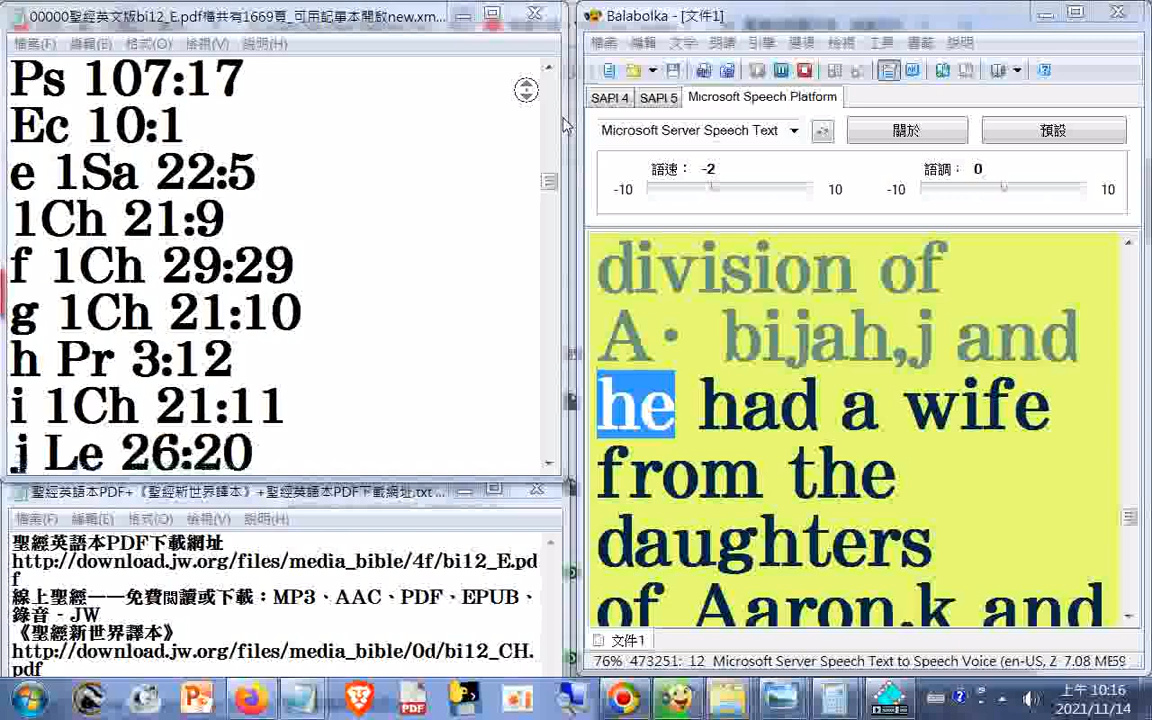 00000聖經英文版bi12_E.pdf檔共有1669頁_可用記事本開啟new.xm...
檔案(F) 編輯(E) 格式(O) 檢視(V) 說明(H)
Ps 107:17
Ec 10:1
e 1Sa 22:5
1Ch 21:9
f 1Ch 29:29
g 1Ch 21:10
h Pr 3:12
i 1Ch 21:11
j Le 26:20
聖經英語本PDF+《聖經新世界譯本》+聖經英語本PDF下載網址.txt ...
檔案(F) 編輯(E) 格式(O) 檢視(V) 說明(H)
聖經英語本PDF下載網址
http://download.jw.org/files/media_bible/4f/bi12_E.pd
f
線上聖經——免費閱讀或下載：MP3、AAC、PDF、EPUB、
錄音 - JW
《聖經新世界譯本》
http://download.jw.org/files/media_bible/0d/bi12_CH.
pdf
Balabolka - [文件1]
檔案 編輯 文字 朗讀 引擎 選項 檢視 工具 書籤 說明
SAPI 4 SAPI 5 Microsoft Speech Platform
Microsoft Server Speech Text 關於 預設
語速： -2 語調： 0
-10 10 -10 10
division of
A· bijah,j and
he had a wife
from the
daughters
of Aaron,k and
文件1
76% 473251: 12 Microsoft Server Speech Text to Speech Voice (en-US, Z 7.08 ME59
PDF
上午 10:16
2021/11/14